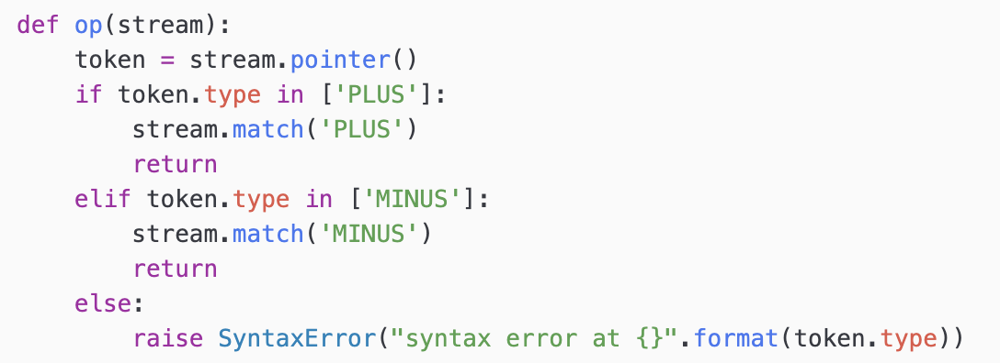 def op(stream):
    token = stream.pointer()
    if token.type in ['PLUS']:
        stream.match('PLUS')
        return
    elif token.type in ['MINUS']:
        stream.match('MINUS')
        return
    else:
        raise SyntaxError("syntax error at {}".format(token.type))